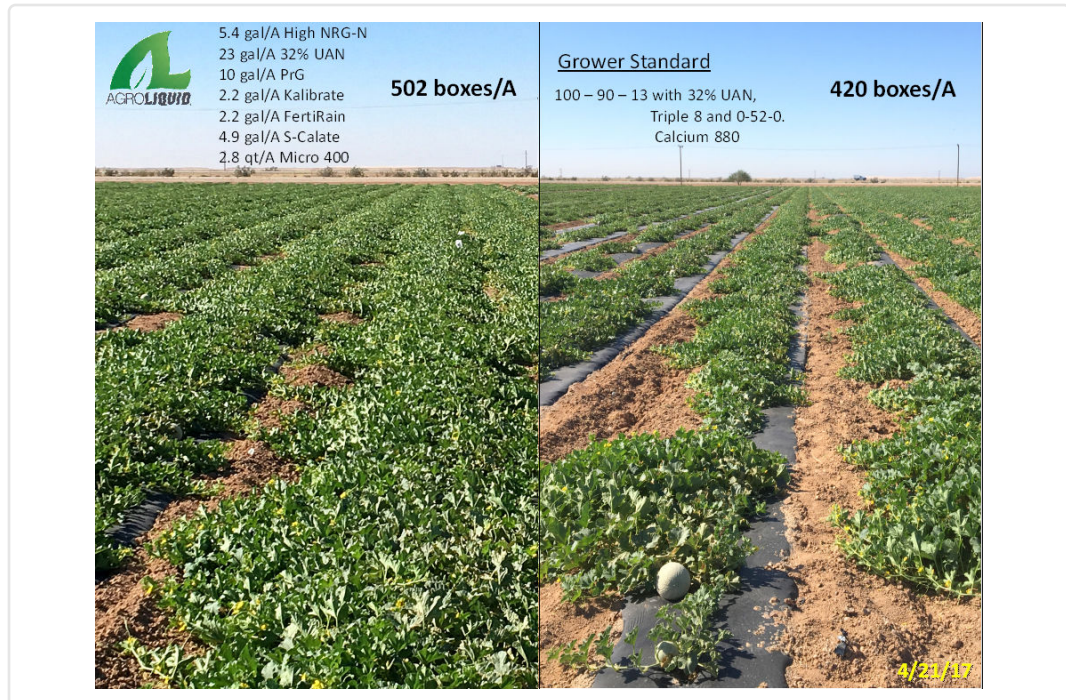 AGROLIQUID
5.4 gal/A High NRG-N
23 gal/A 32% UAN
10 gal/A PrG
2.2 gal/A Kalibrate
2.2 gal/A FertiRain
4.9 gal/A S-Calate
2.8 qt/A Micro 400
502 boxes/A
Grower Standard
100 – 90 – 13 with 32% UAN,
Triple 8 and 0-52-0.
Calcium 880
420 boxes/A
4/21/17